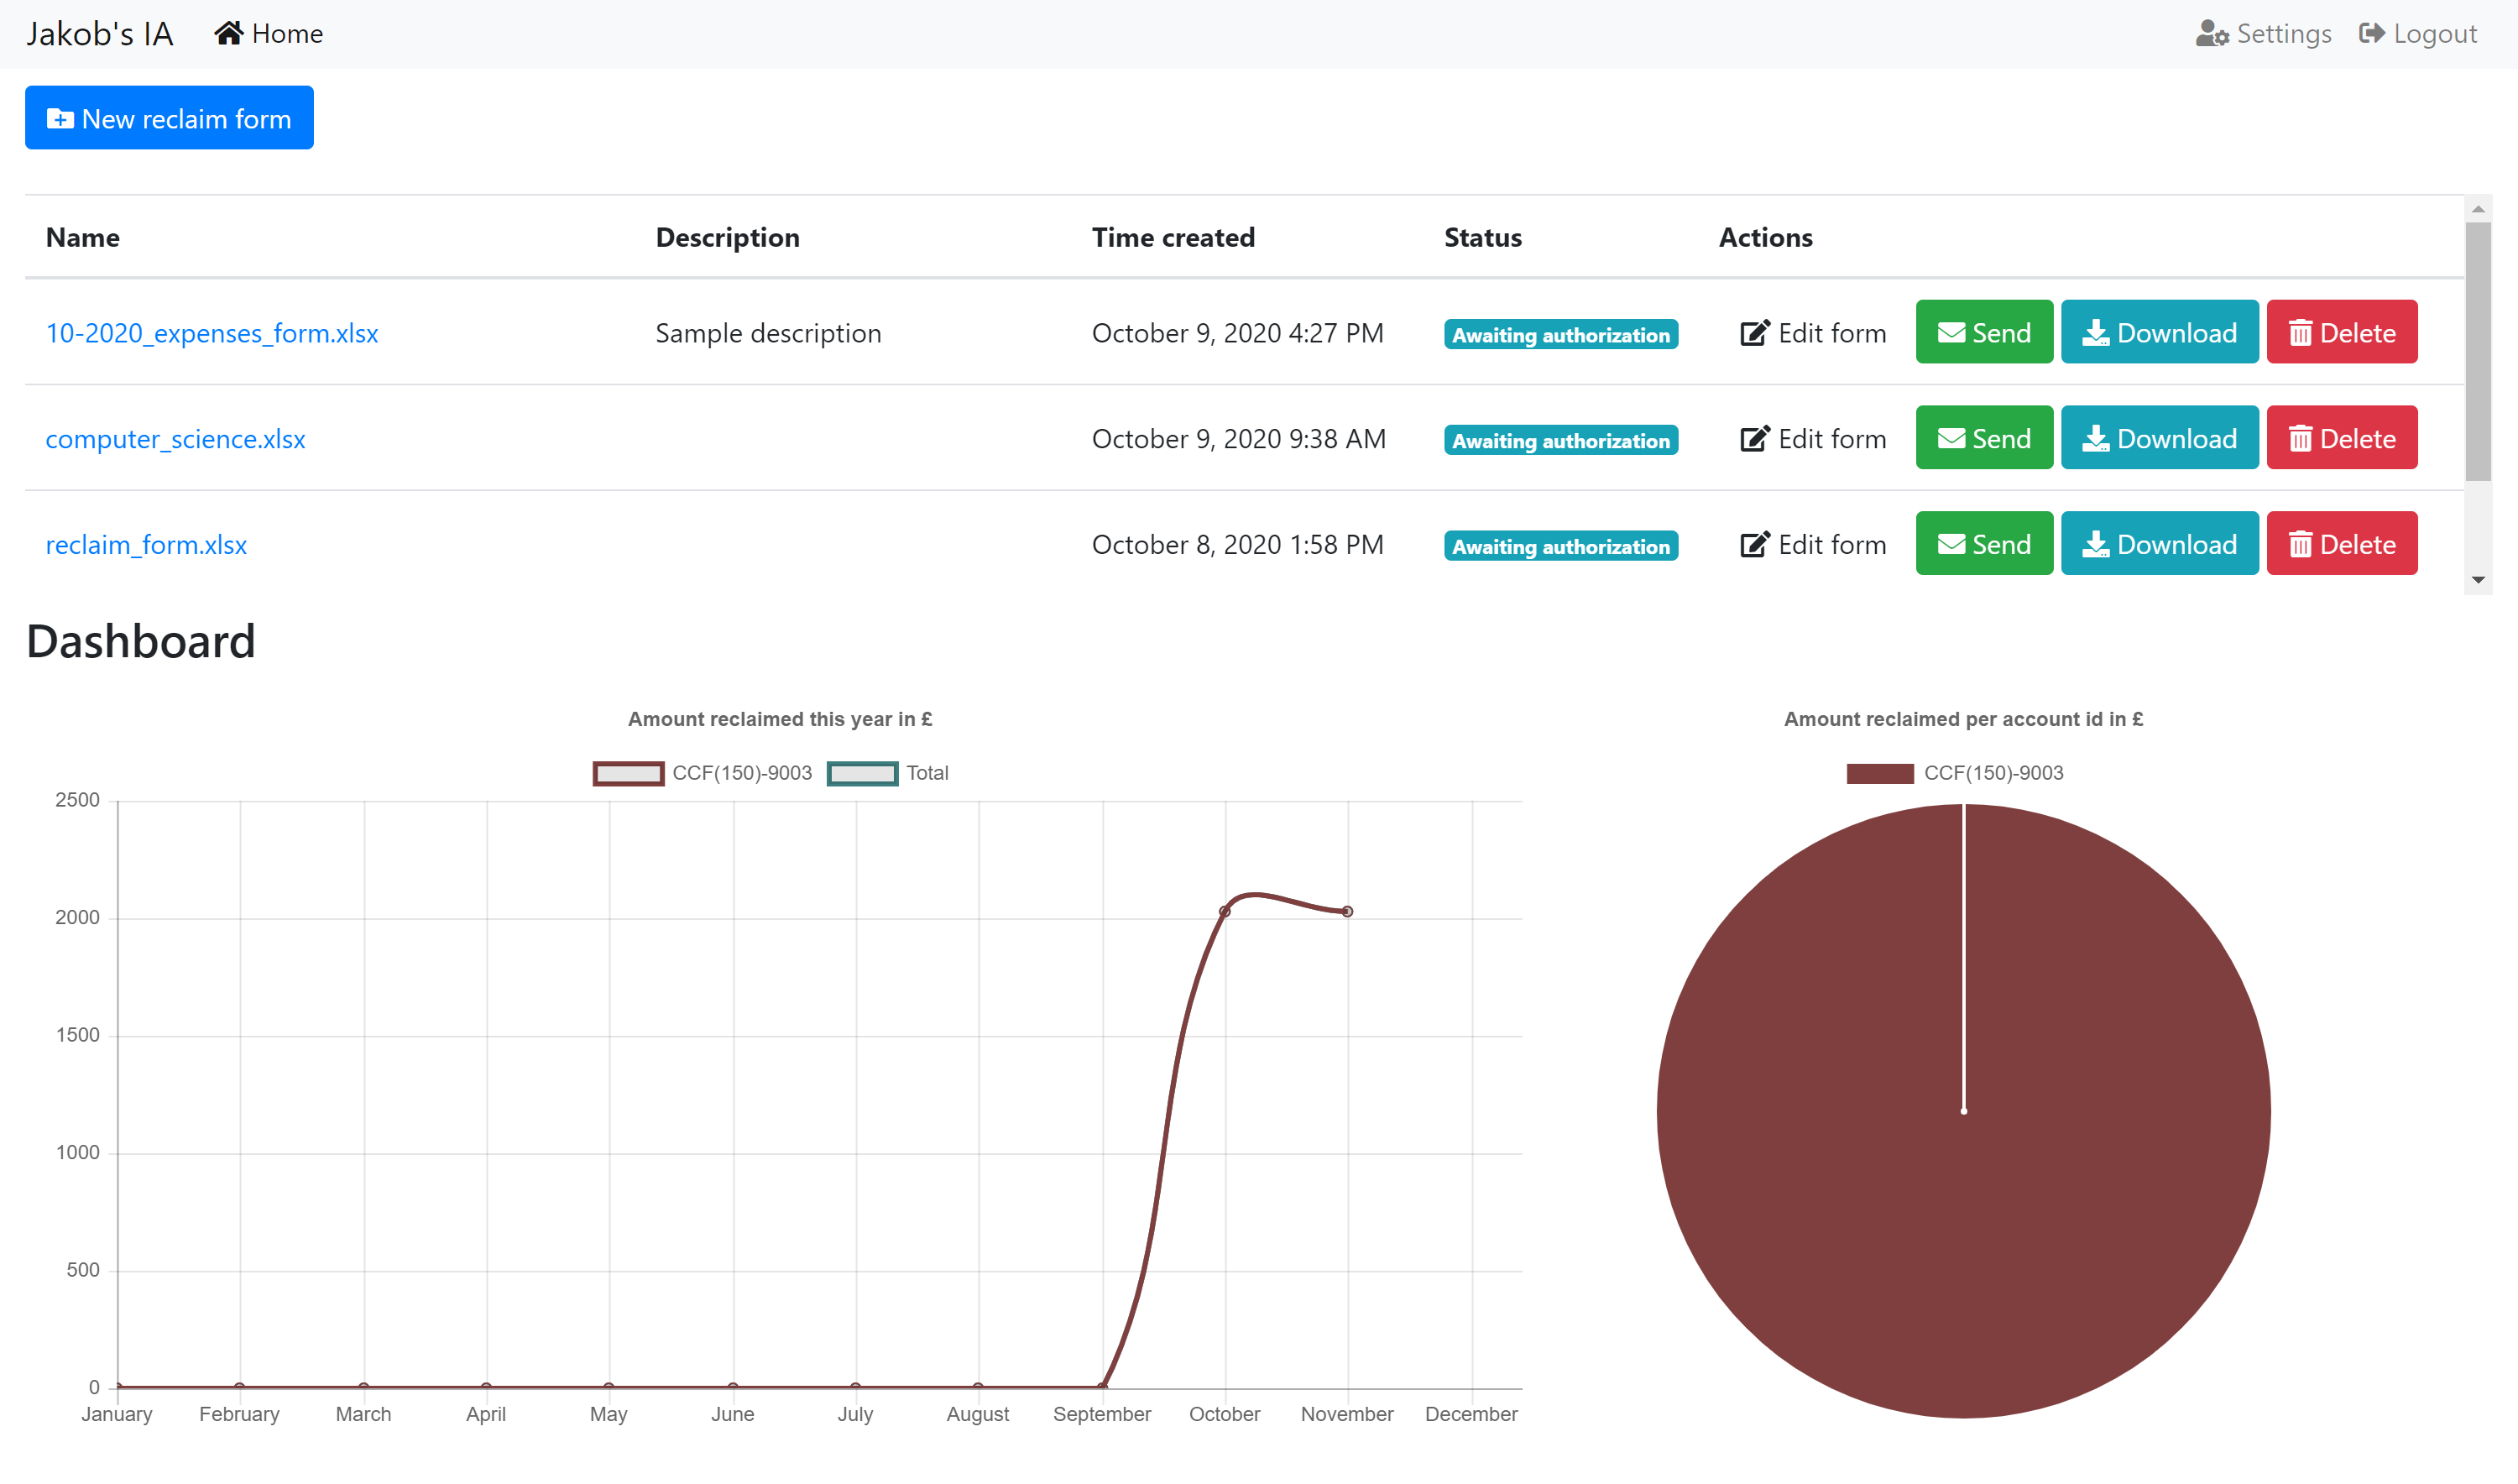 Jakob's IA Home Settings Logout
New reclaim form
Name Description Time created Status Actions
10-2020_expenses_form.xlsx Sample description October 9, 2020 4:27 PM Awaiting authorization Edit form Send Download Delete
computer_science.xlsx October 9, 2020 9:38 AM Awaiting authorization Edit form Send Download Delete
reclaim_form.xlsx October 8, 2020 1:58 PM Awaiting authorization Edit form Send Download Delete
Dashboard
Amount reclaimed this year in £
CCF(150)-9003 Total
2500
2000
1500
1000
500
0
January February March April May June July August September October November December
Amount reclaimed per account id in £
CCF(150)-9003